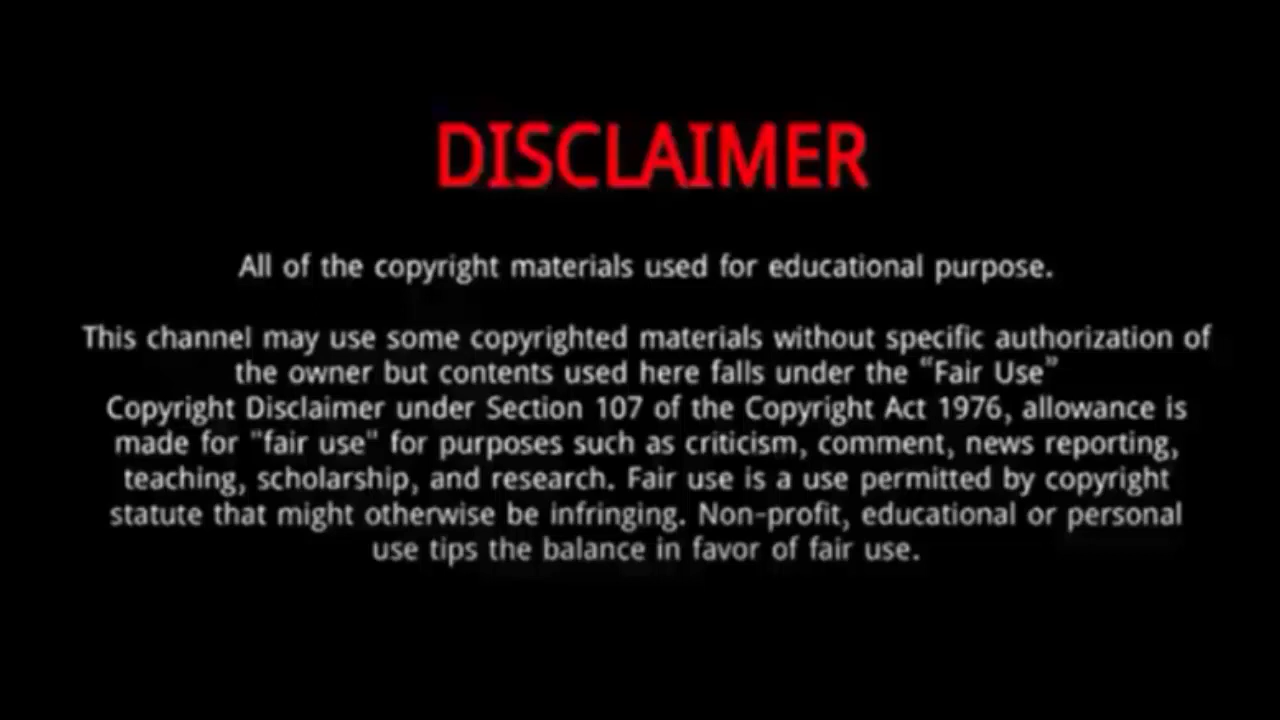 DISCLAIMER
All of the copyright materials used for educational purpose.
This channel may use some copyrighted materials without specific authorization of
the owner but contents used here falls under the “Fair Use”
Copyright Disclaimer under Section 107 of the Copyright Act 1976, allowance is
made for "fair use" for purposes such as criticism, comment, news reporting,
teaching, scholarship, and research. Fair use is a use permitted by copyright
statute that might otherwise be infringing. Non-profit, educational or personal
use tips the balance in favor of fair use.